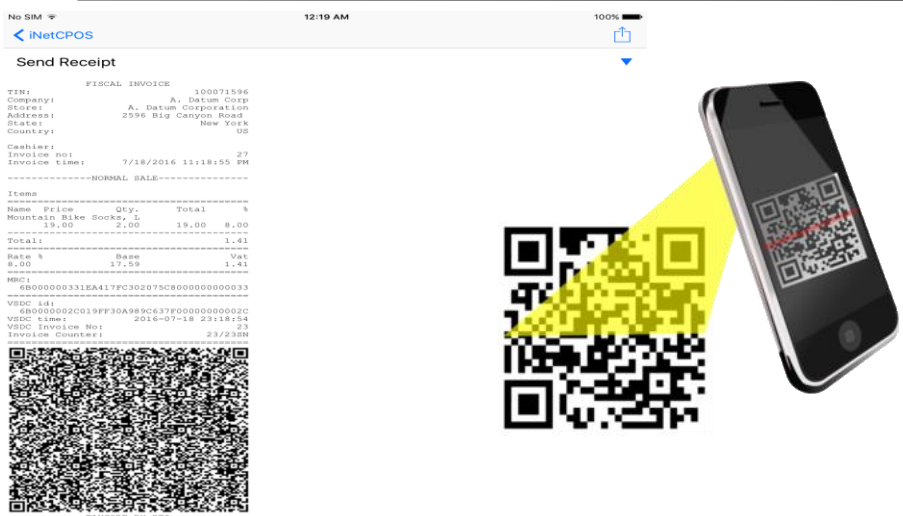 No SIM 12:19 AM 100%
iNetCPOS
Send Receipt
FISCAL INVOICE
TIN: 100071596
Company: A. Datum Corp
Store: A. Datum Corporation
Address: 2596 Big Canyon Road
State: New York
Country: US
Cashier:
Invoice no: 27
Invoice time: 7/18/2016 11:18:55 PM
--------------NORMAL SALE---------------
Items
========================================
Name Price Qty. Total %
Mountain Bike Socks, L
19.00 2.00 19.00 8.00
----------------------------------------
Total: 1.41
========================================
Rate % Base Vat
8.00 17.59 1.41
========================================
MRC:
6B000000331EA417FC302075C8000000000033
========================================
VSDC id:
6B0000002C019FF30A989C637F00000000002C
VSDC time: 2016-07-18 23:18:54
VSDC Invoice No: 23
Invoice Counter: 23/23SN
========================================